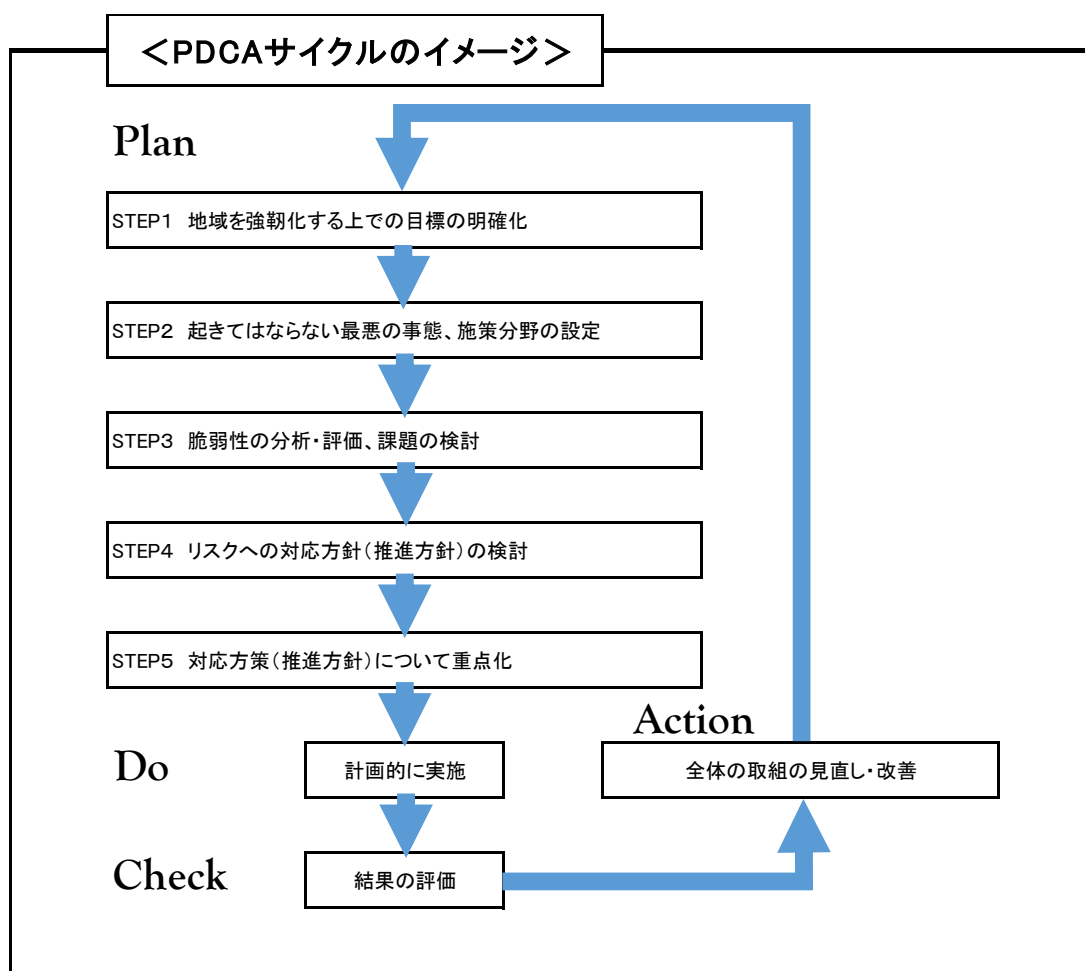 ＜PDCAサイクルのイメージ＞
Plan
STEP1　地域を強靭化する上での目標の明確化
STEP2　起きてはならない最悪の事態、施策分野の設定
STEP3　脆弱性の分析・評価、課題の検討
STEP4　リスクへの対応方針（推進方針）の検討
STEP5　対応方策（推進方針）について重点化
Action
Do
計画的に実施
全体の取組の見直し・改善
Check
結果の評価